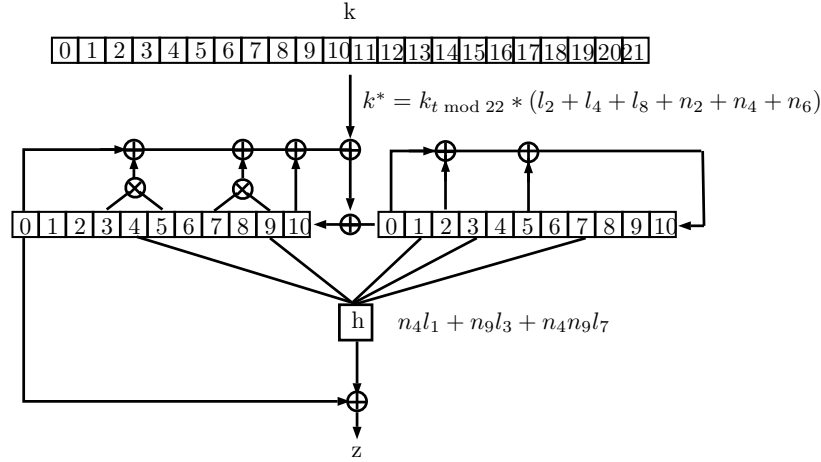 k
0 1 2 3 4 5 6 7 8 9 10 11 12 13 14 15 16 17 18 19 20 21
k* = k_{t mod 22} * (l_2 + l_4 + l_8 + n_2 + n_4 + n_6)
0 1 2 3 4 5 6 7 8 9 10 0 1 2 3 4 5 6 7 8 9 10
h n_4l_1 + n_9l_3 + n_4n_9l_7
z